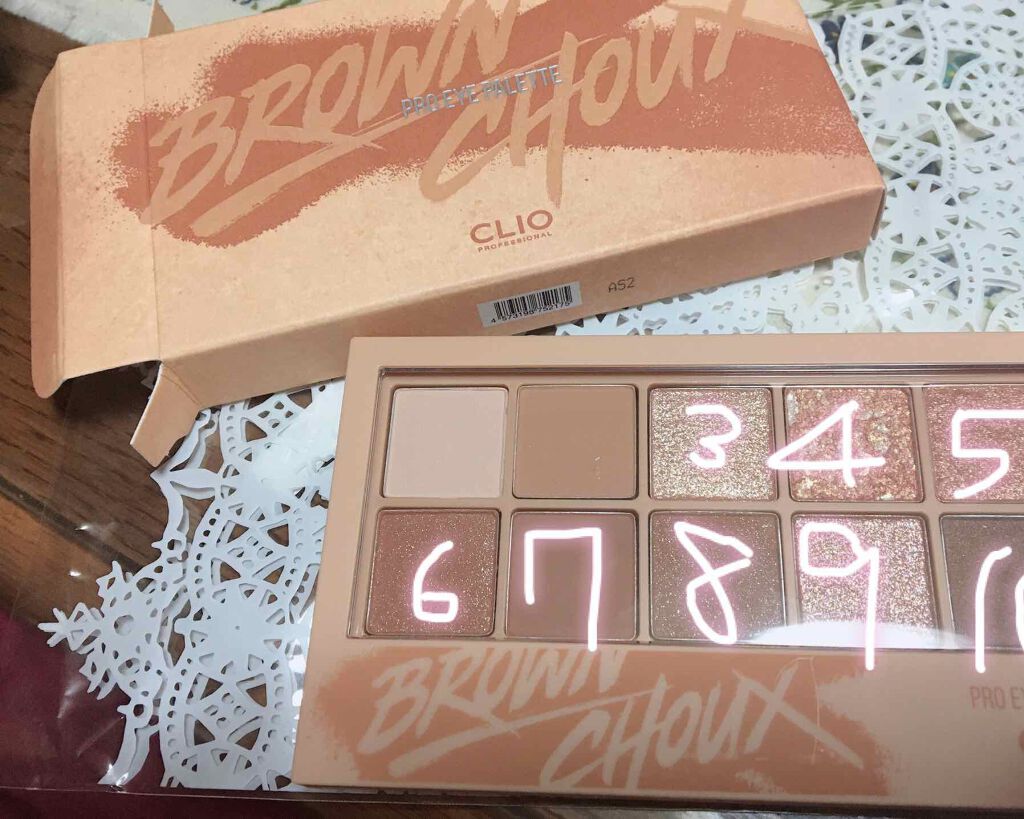 BROWN
PRO EYE PALETTE
CHOUX
CLIO
PROFESSIONAL
AS2
3 4 5
6 7 8 9 10
BROWN
CHOUX
PRO EY